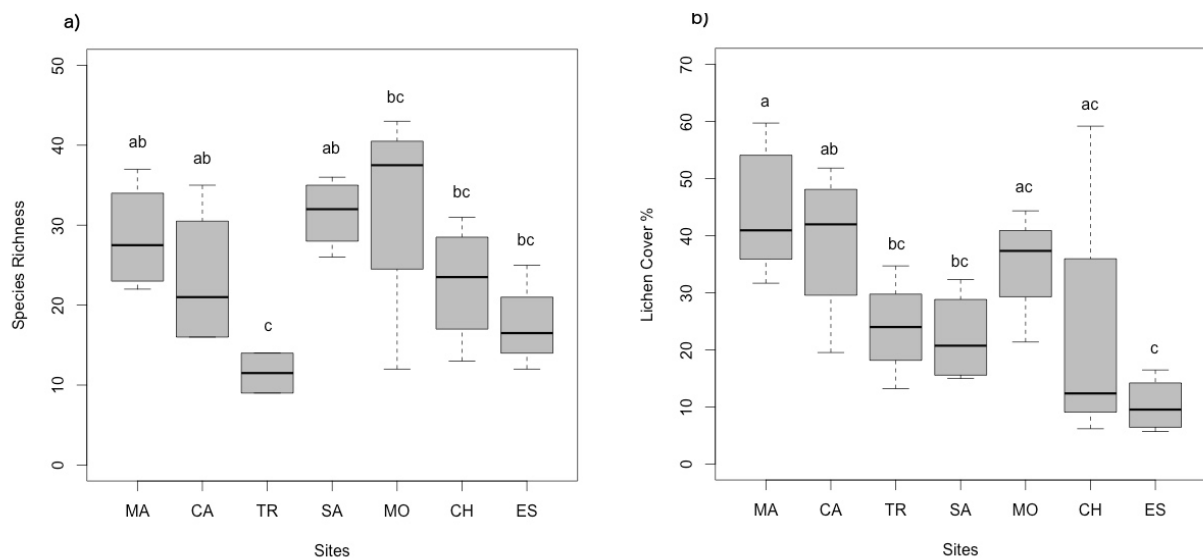 a)
Species Richness
50
40
30
20
10
0
ab
ab
c
ab
bc
bc
bc
MA CA TR SA MO CH ES
Sites
b)
Lichen Cover %
70
60
50
40
30
20
10
0
a
ab
bc
bc
ac
ac
c
MA CA TR SA MO CH ES
Sites